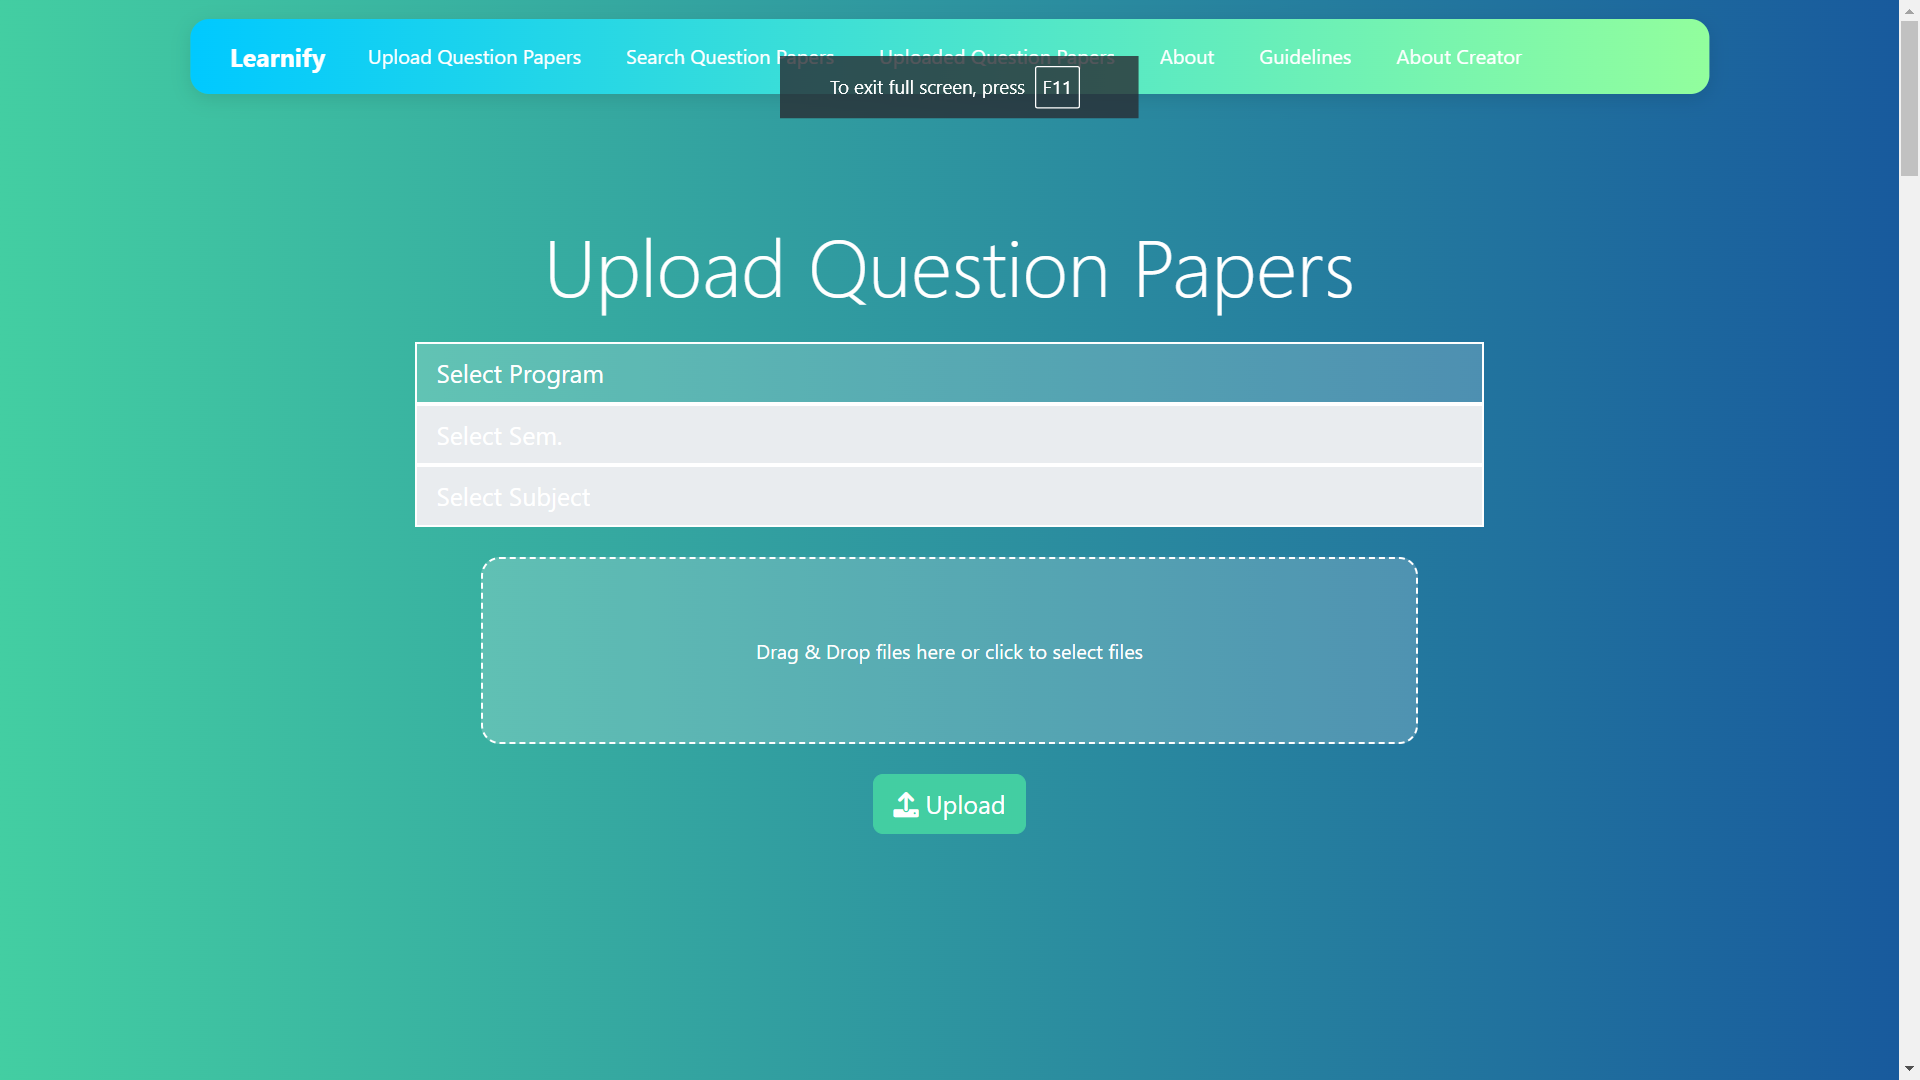 Learnify Upload Question Papers Search Question Papers Uploaded Question Papers About Guidelines About Creator
To exit full screen, press F11
Upload Question Papers
Select Program
Select Sem.
Select Subject
Drag & Drop files here or click to select files
Upload